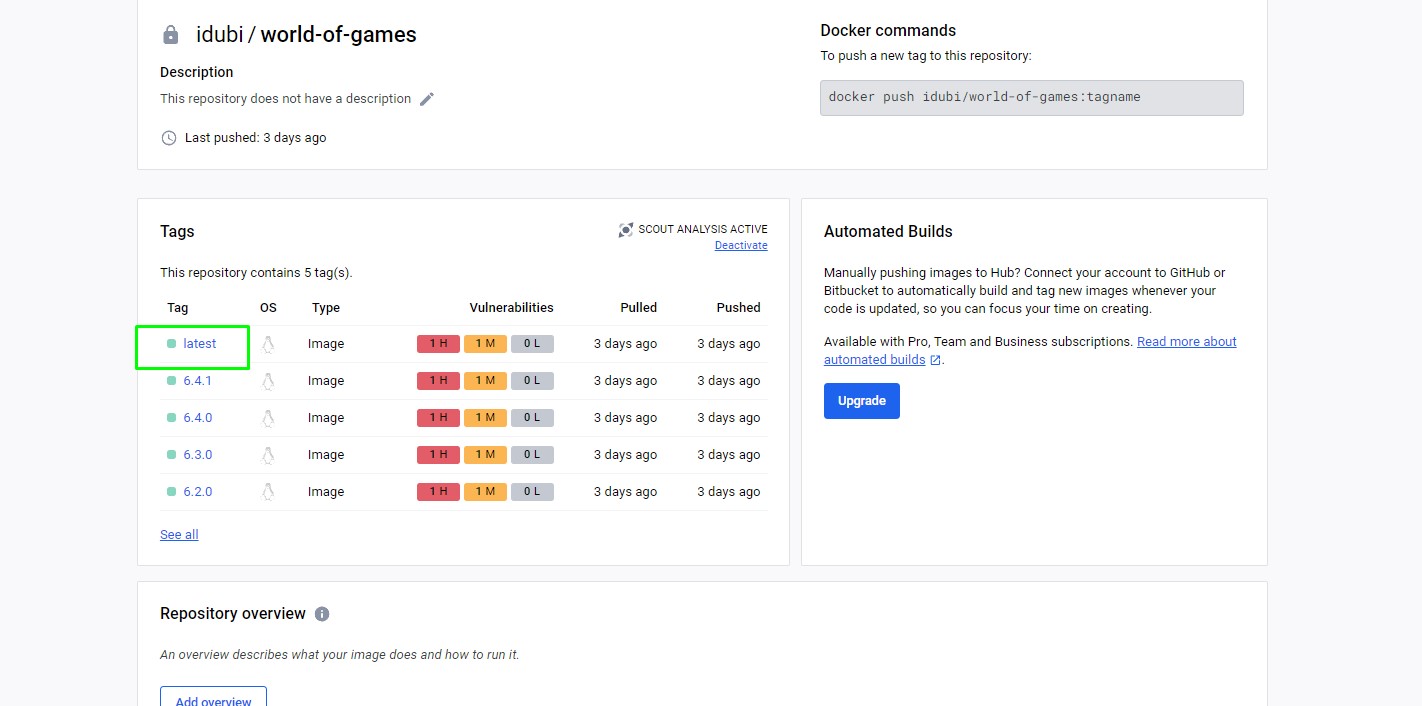 idubi / world-of-games
Description
This repository does not have a description
Last pushed: 3 days ago
Docker commands
To push a new tag to this repository:
docker push idubi/world-of-games:tagname
Tags
SCOUT ANALYSIS ACTIVE
Deactivate
This repository contains 5 tag(s).
Tag OS Type Vulnerabilities Pulled Pushed
latest Image 1 H 1 M 0 L 3 days ago 3 days ago
6.4.1 Image 1 H 1 M 0 L 3 days ago 3 days ago
6.4.0 Image 1 H 1 M 0 L 3 days ago 3 days ago
6.3.0 Image 1 H 1 M 0 L 3 days ago 3 days ago
6.2.0 Image 1 H 1 M 0 L 3 days ago 3 days ago
See all
Automated Builds
Manually pushing images to Hub? Connect your account to GitHub or
Bitbucket to automatically build and tag new images whenever your
code is updated, so you can focus your time on creating.
Available with Pro, Team and Business subscriptions. Read more about
automated builds .
Upgrade
Repository overview
An overview describes what your image does and how to run it.
Add overview